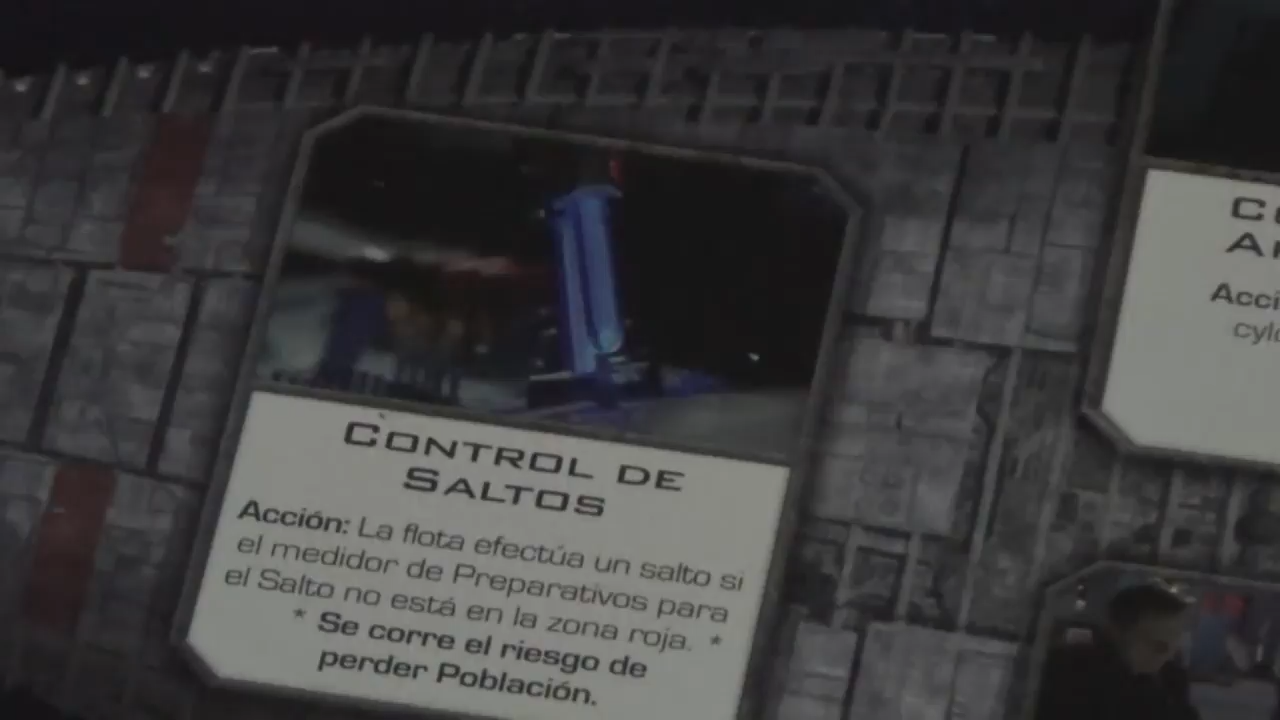 CONTROL DE
SALTOS
Acción: La flota efectúa un salto si
el medidor de Preparativos para
el Salto no está en la zona roja. *
* Se corre el riesgo de
perder Población.